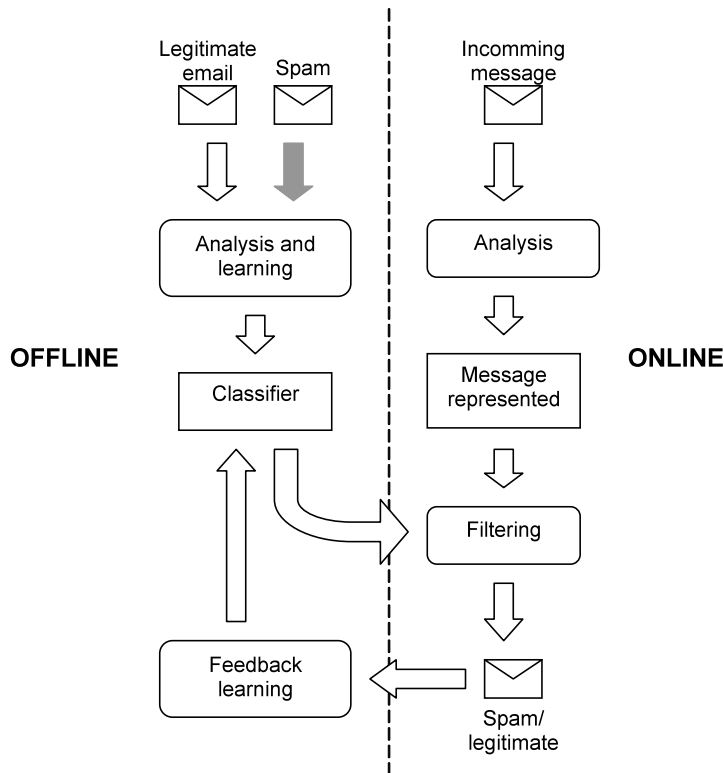 Legitimate
email
Spam
Incomming
message
Analysis and
learning
Analysis
OFFLINE
ONLINE
Classifier
Message
represented
Filtering
Feedback
learning
Spam/
legitimate